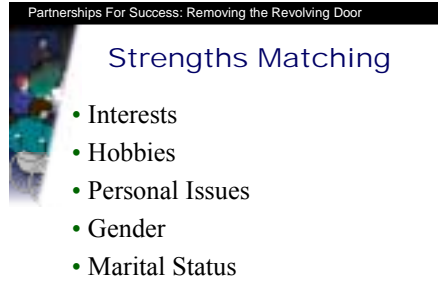 Partnerships For Success: Removing the Revolving Door
Strengths Matching
• Interests
• Hobbies
• Personal Issues
• Gender
• Marital Status